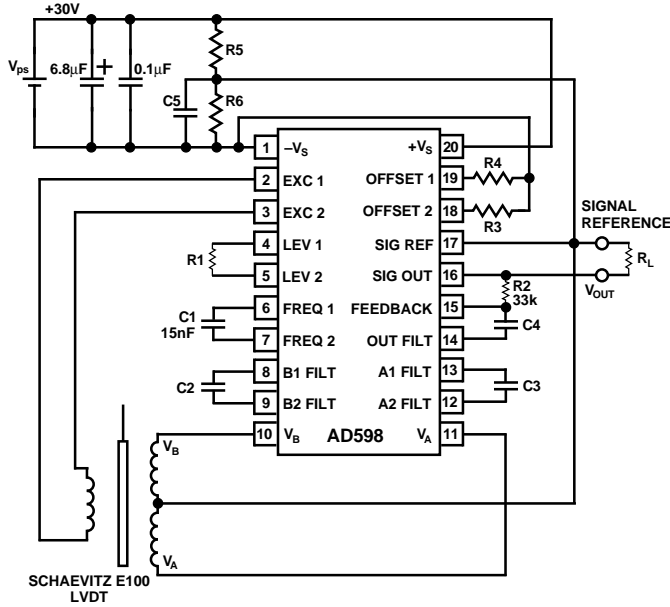 +30V
Vps
6.8µF
+
0.1µF
C5
R5
R6
1 –VS
+VS 20
2 EXC 1
OFFSET 1 19
R4
3 EXC 2
OFFSET 2 18
R3
SIGNAL
REFERENCE
4 LEV 1
SIG REF 17
R1
RL
5 LEV 2
SIG OUT 16
VOUT
R2
33k
6 FREQ 1
FEEDBACK 15
C1
15nF
C4
7 FREQ 2
OUT FILT 14
8 B1 FILT
A1 FILT 13
C2
C3
9 B2 FILT
A2 FILT 12
10 VB
AD598
VA 11
VB
VA
SCHAEVITZ E100
LVDT